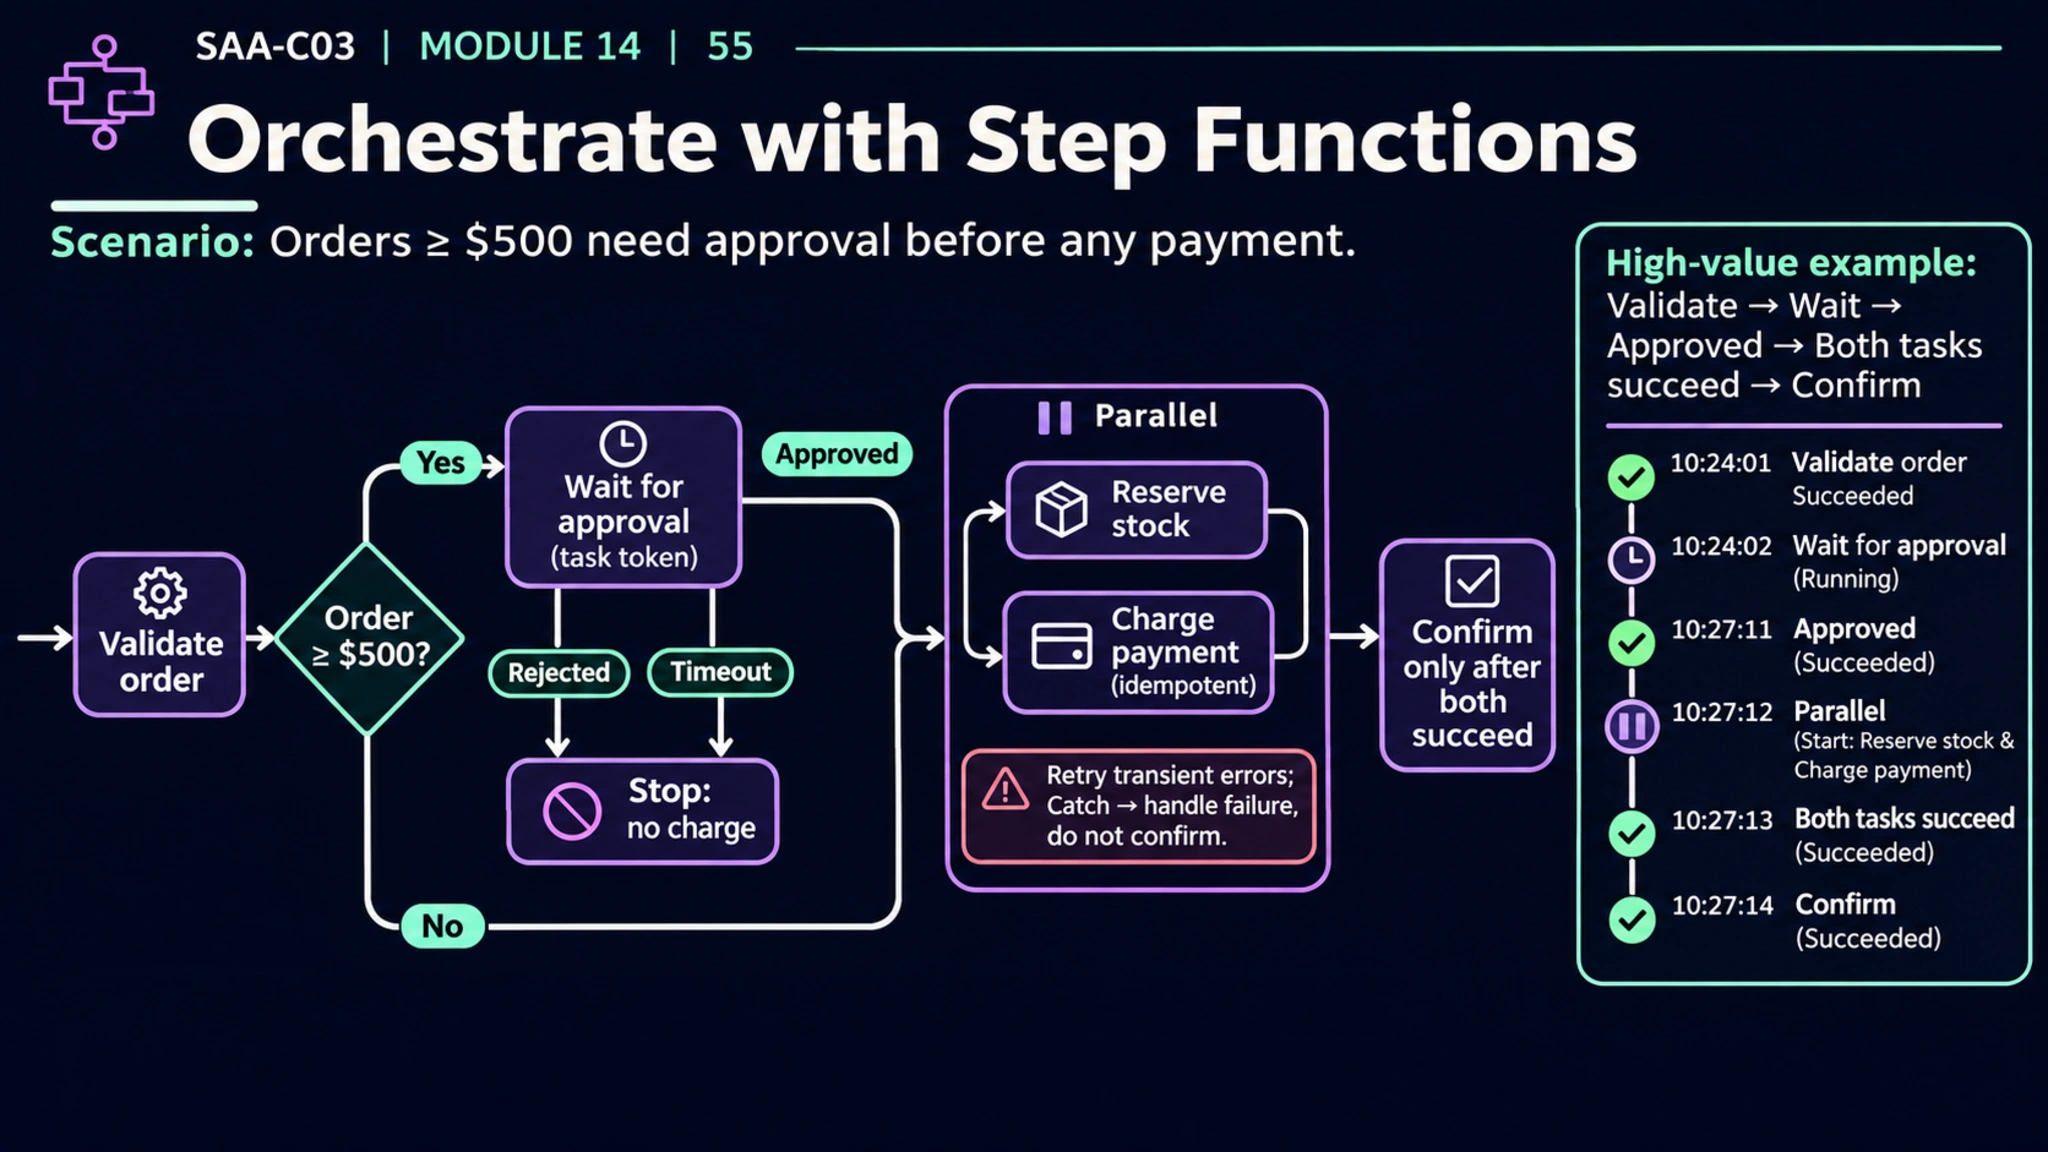 SAA-C03 | MODULE 14 | 55
Orchestrate with Step Functions
Scenario: Orders ≥ $500 need approval before any payment.
Validate
order
Order
≥ $500?
Yes
No
Wait for
approval
(task token)
Approved
Rejected
Timeout
Stop:
no charge
Parallel
Reserve
stock
Charge
payment
(idempotent)
Retry transient errors;
Catch → handle failure,
do not confirm.
Confirm
only after
both
succeed
High-value example:
Validate → Wait →
Approved → Both tasks
succeed → Confirm
10:24:01 Validate order
Succeeded
10:24:02 Wait for approval
(Running)
10:27:11 Approved
(Succeeded)
10:27:12 Parallel
(Start: Reserve stock &
Charge payment)
10:27:13 Both tasks succeed
(Succeeded)
10:27:14 Confirm
(Succeeded)